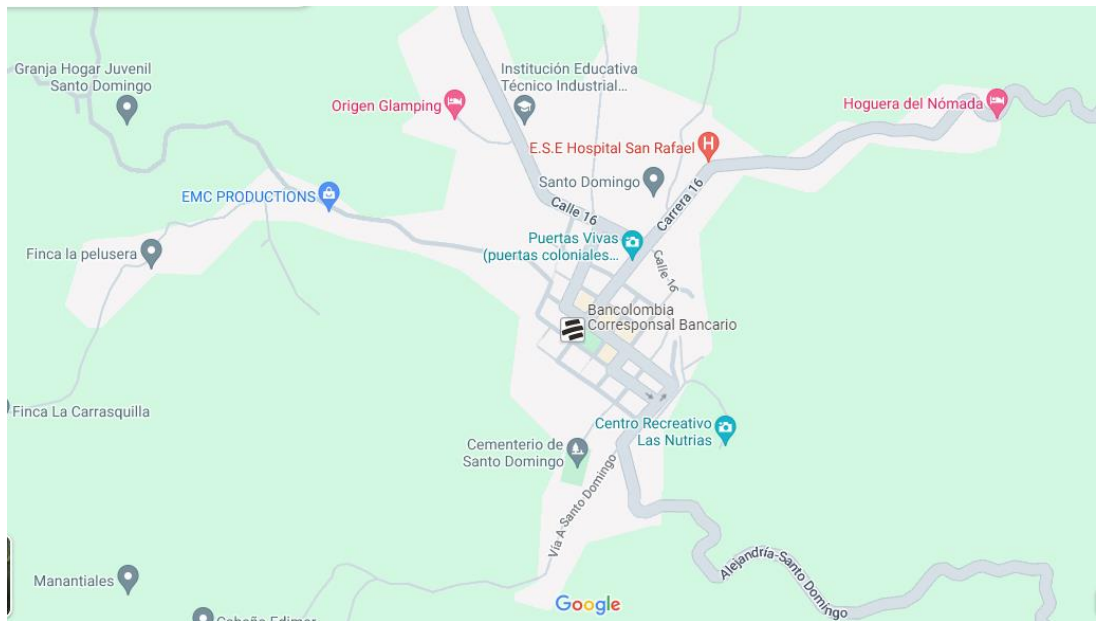 Granja Hogar Juvenil
Santo Domingo
Institución Educativa
Técnico Industrial...
Origen Glamping
Hoguera del Nómada
E.S.E Hospital San Rafael
H
Santo Domingo
EMC PRODUCTIONS
Calle 16
Carrera 16
Puertas Vivas
(puertas coloniales...
Calle 16
Finca la pelusera
Bancolombia
Corresponsal Bancario
Finca La Carrasquilla
Centro Recreativo
Las Nutrias
Cementerio de
Santo Domingo
Vía A Santo Domingo
Alejandría-Santo Domingo
Manantiales
Google